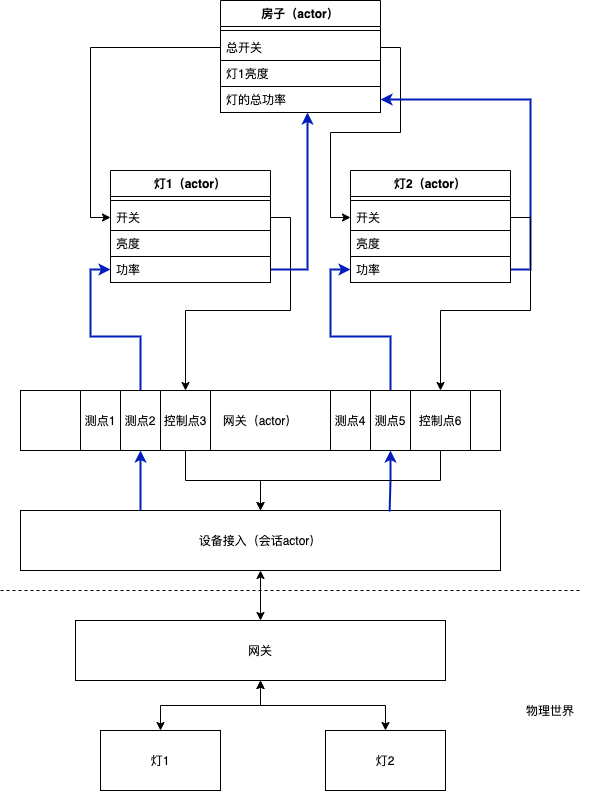 房子（actor）
总开关
灯1亮度
灯的总功率
灯1（actor）
开关
亮度
功率
灯2（actor）
开关
亮度
功率
测点1
测点2
控制点3
网关（actor）
测点4
测点5
控制点6
设备接入（会话actor）
网关
物理世界
灯1
灯2